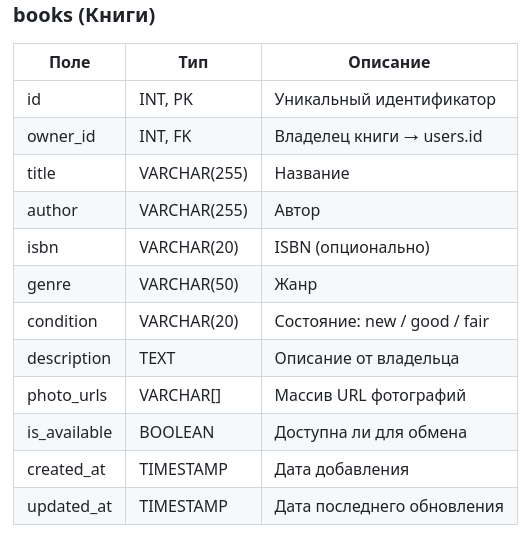 books (Книги)
Поле Тип Описание
id INT, PK Уникальный идентификатор
owner_id INT, FK Владелец книги → users.id
title VARCHAR(255) Название
author VARCHAR(255) Автор
isbn VARCHAR(20) ISBN (опционально)
genre VARCHAR(50) Жанр
condition VARCHAR(20) Состояние: new / good / fair
description TEXT Описание от владельца
photo_urls VARCHAR[] Массив URL фотографий
is_available BOOLEAN Доступна ли для обмена
created_at TIMESTAMP Дата добавления
updated_at TIMESTAMP Дата последнего обновления